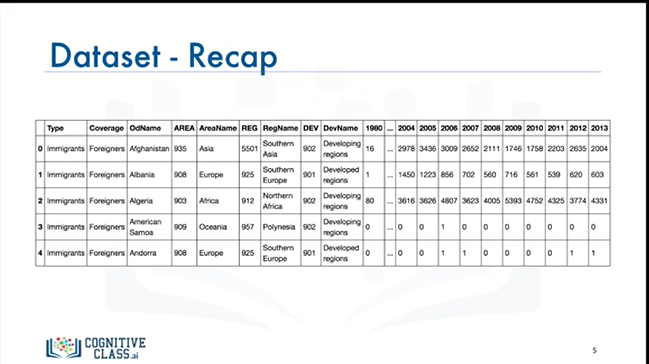 Dataset - Recap
Type Coverage OdName AREA AreaName REG RegName DEV DevName 1980 ... 2004 2005 2006 2007 2008 2009 2010 2011 2012 2013
0 Immigrants Foreigners Afghanistan 935 Asia 5501 Southern Asia 902 Developing regions 16 ... 2978 3436 3009 2652 2111 1746 1758 2203 2635 2004
1 Immigrants Foreigners Albania 908 Europe 925 Southern Europe 901 Developed regions 1 ... 1450 1223 856 702 560 716 561 539 620 603
2 Immigrants Foreigners Algeria 903 Africa 912 Northern Africa 902 Developing regions 80 ... 3616 3626 4807 3623 4005 5393 4752 4325 3774 4331
3 Immigrants Foreigners American Samoa 909 Oceania 957 Polynesia 902 Developing regions 0 ... 0 0 1 0 0 0 0 0 0 0
4 Immigrants Foreigners Andorra 908 Europe 925 Southern Europe 901 Developed regions 0 ... 0 0 1 1 0 0 0 0 1 1
COGNITIVE
CLASS.ai
5